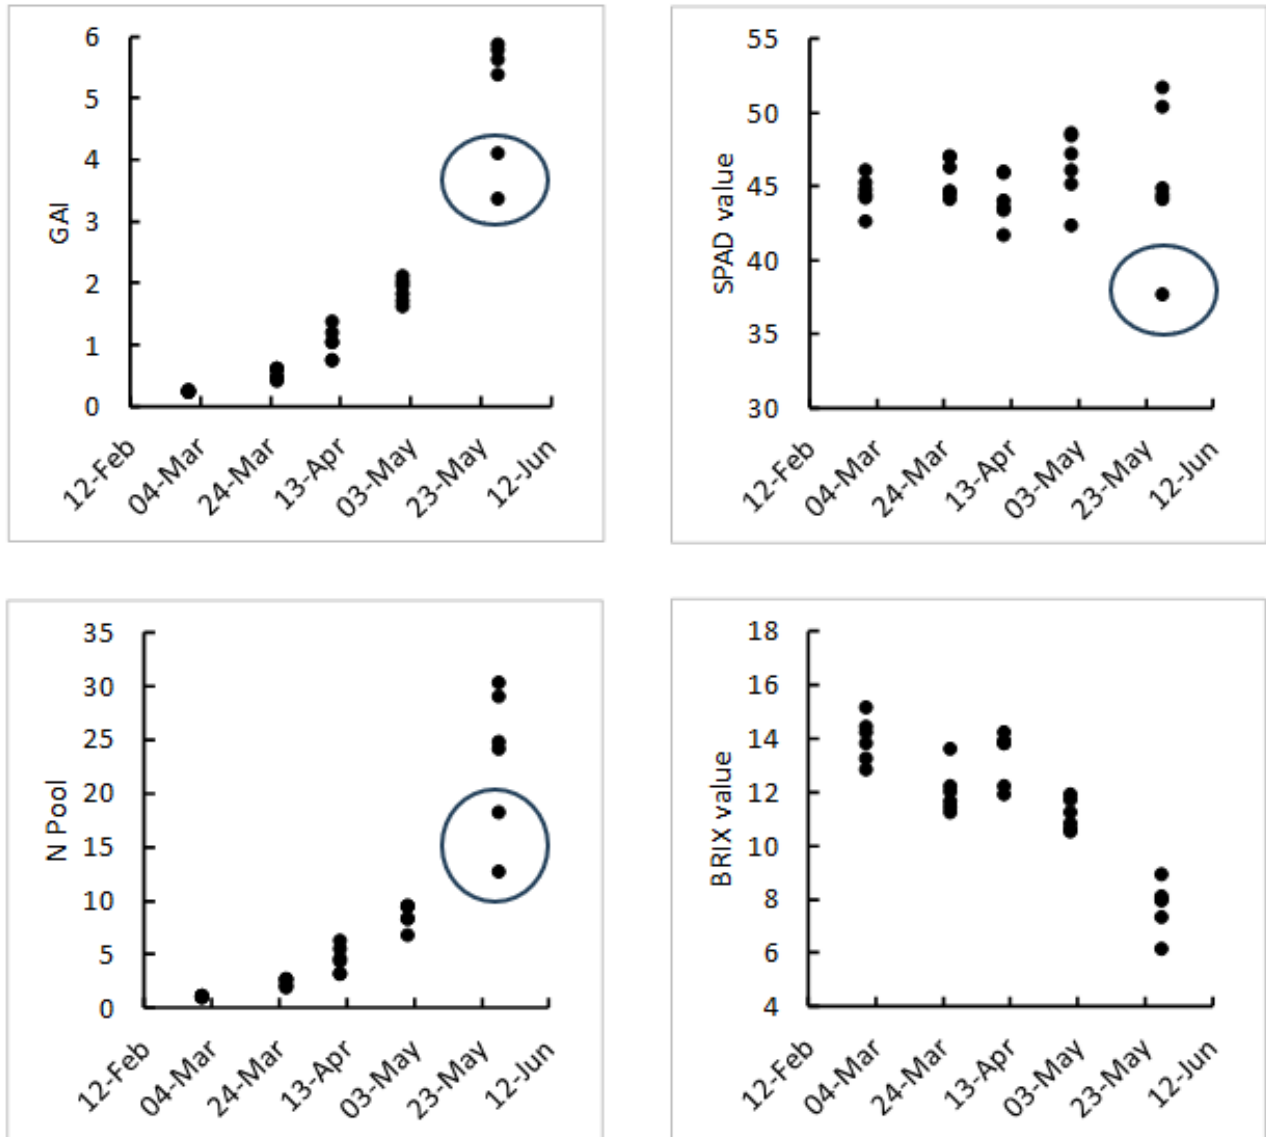 6
5
4
3
2
1
0
GAI
12-Feb
04-Mar
24-Mar
13-Apr
03-May
23-May
12-Jun
55
50
45
40
35
30
SPAD value
12-Feb
04-Mar
24-Mar
13-Apr
03-May
23-May
12-Jun
35
30
25
20
15
10
5
0
N Pool
12-Feb
04-Mar
24-Mar
13-Apr
03-May
23-May
12-Jun
18
16
14
12
10
8
6
4
BRIX value
12-Feb
04-Mar
24-Mar
13-Apr
03-May
23-May
12-Jun